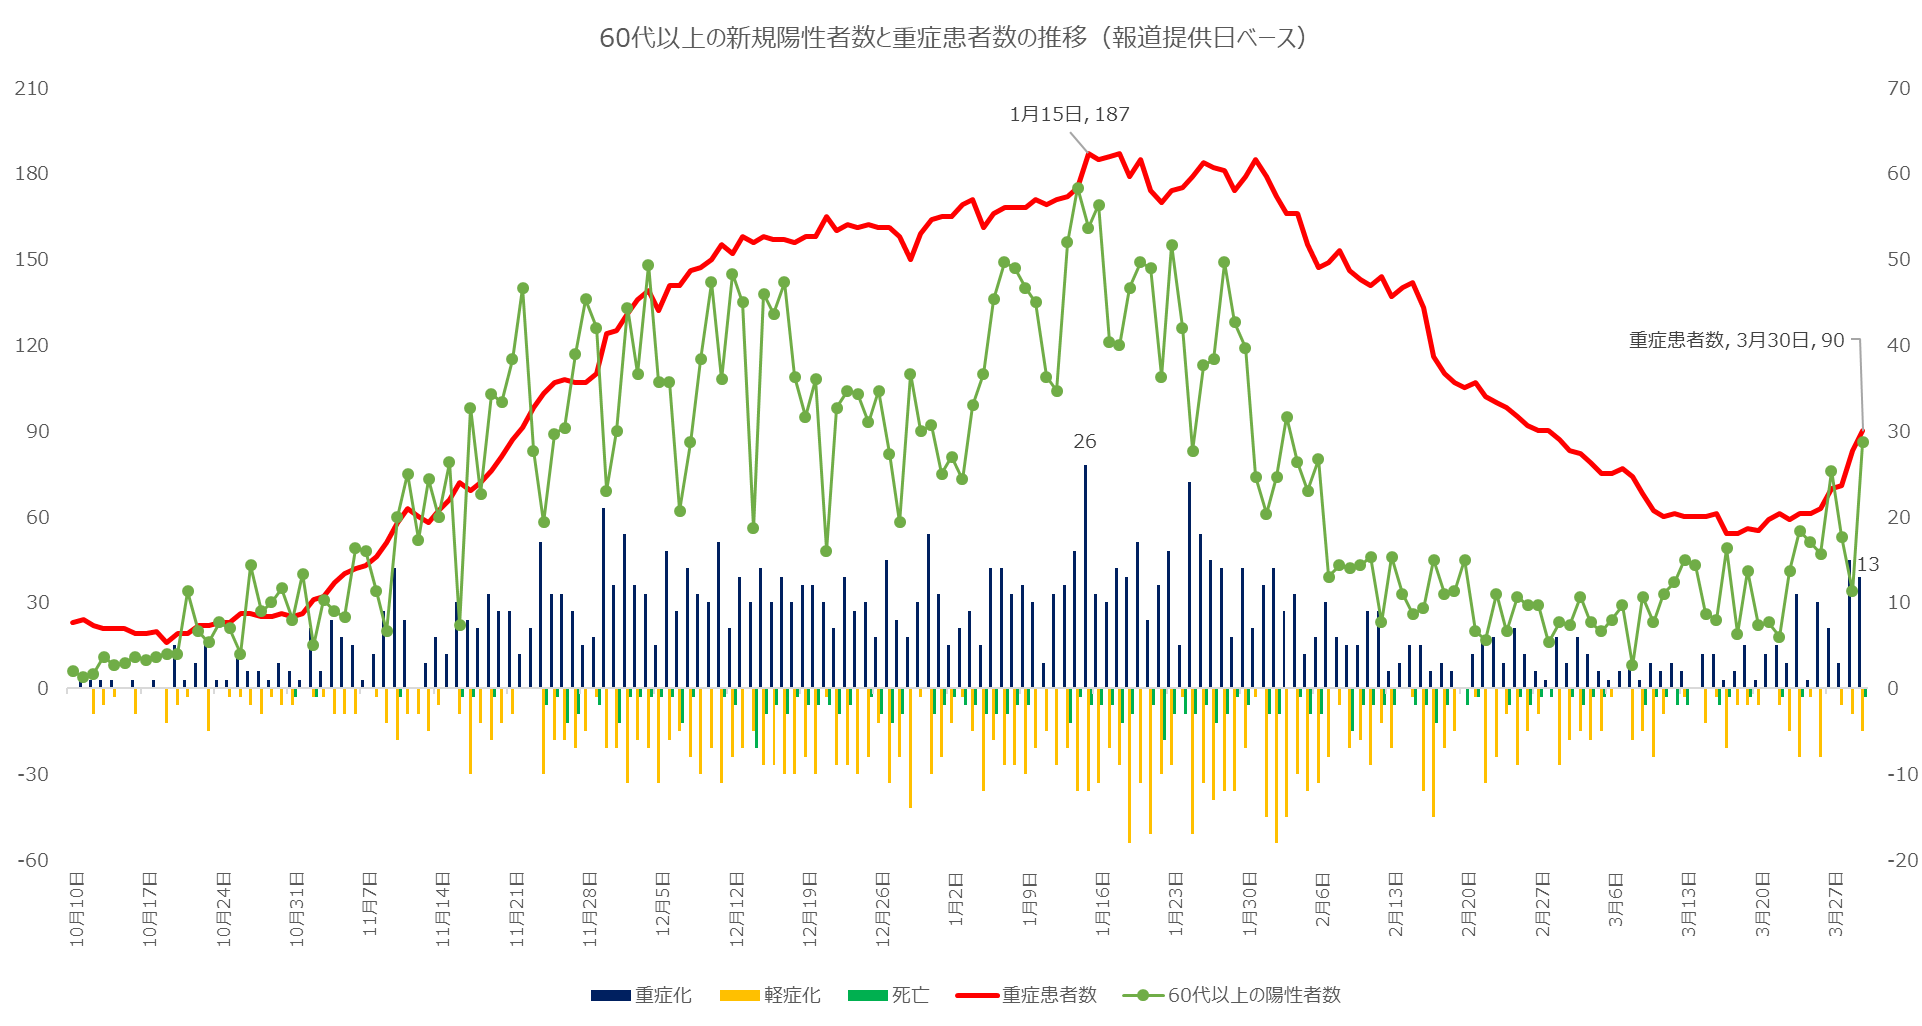 60代以上の新規陽性者数と重症患者数の推移（報道提供日ベース）
210
180
150
120
90
60
30
0
-30
-60
70
60
50
40
30
20
10
0
-10
-20
1月15日, 187
重症患者数, 3月30日, 90
26
13
10月10日
10月17日
10月24日
10月31日
11月7日
11月14日
11月21日
11月28日
12月5日
12月12日
12月19日
12月26日
1月2日
1月9日
1月16日
1月23日
1月30日
2月6日
2月13日
2月20日
2月27日
3月6日
3月13日
3月20日
3月27日
重症化 軽症化 死亡 重症患者数 60代以上の陽性者数